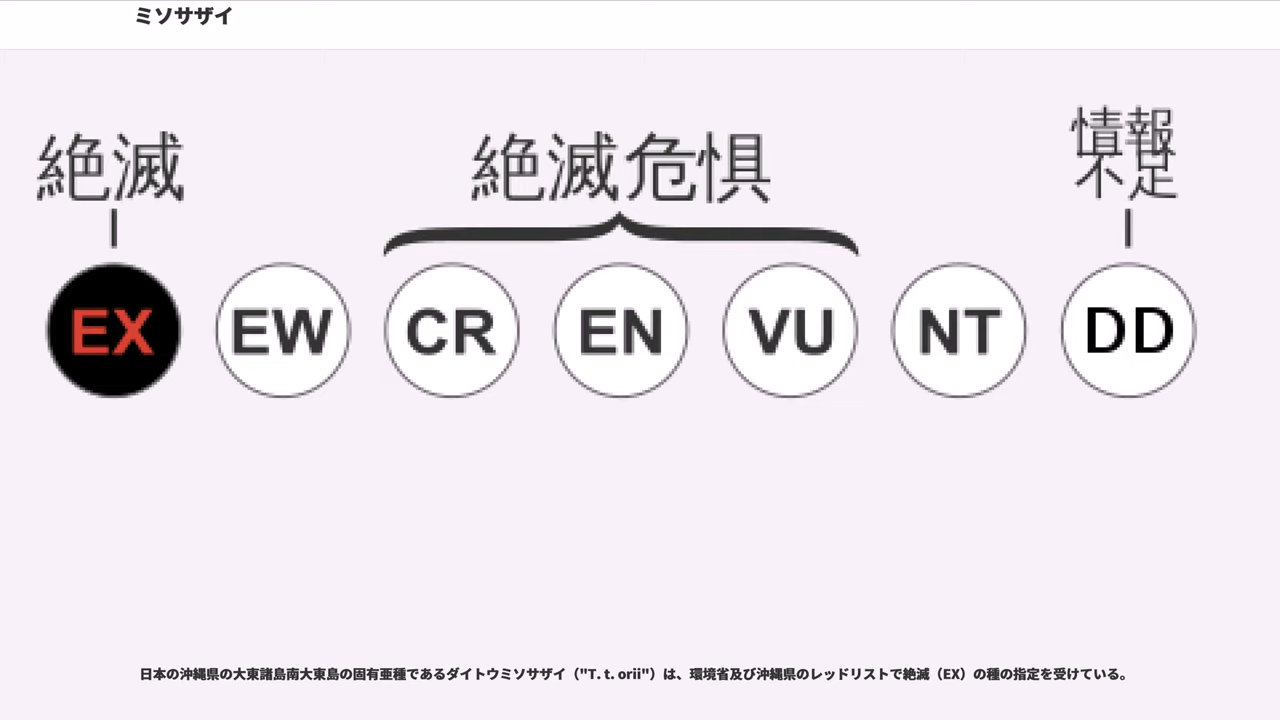 ミソサザイ
絶滅
絶滅危惧
情報
不足
EX
EW
CR
EN
VU
NT
DD
日本の沖縄県の大東諸島南大東島の固有亜種であるダイトウミソサザイ（"T. t. orii"）は、環境省及び沖縄県のレッドリストで絶滅（EX）の種の指定を受けている。